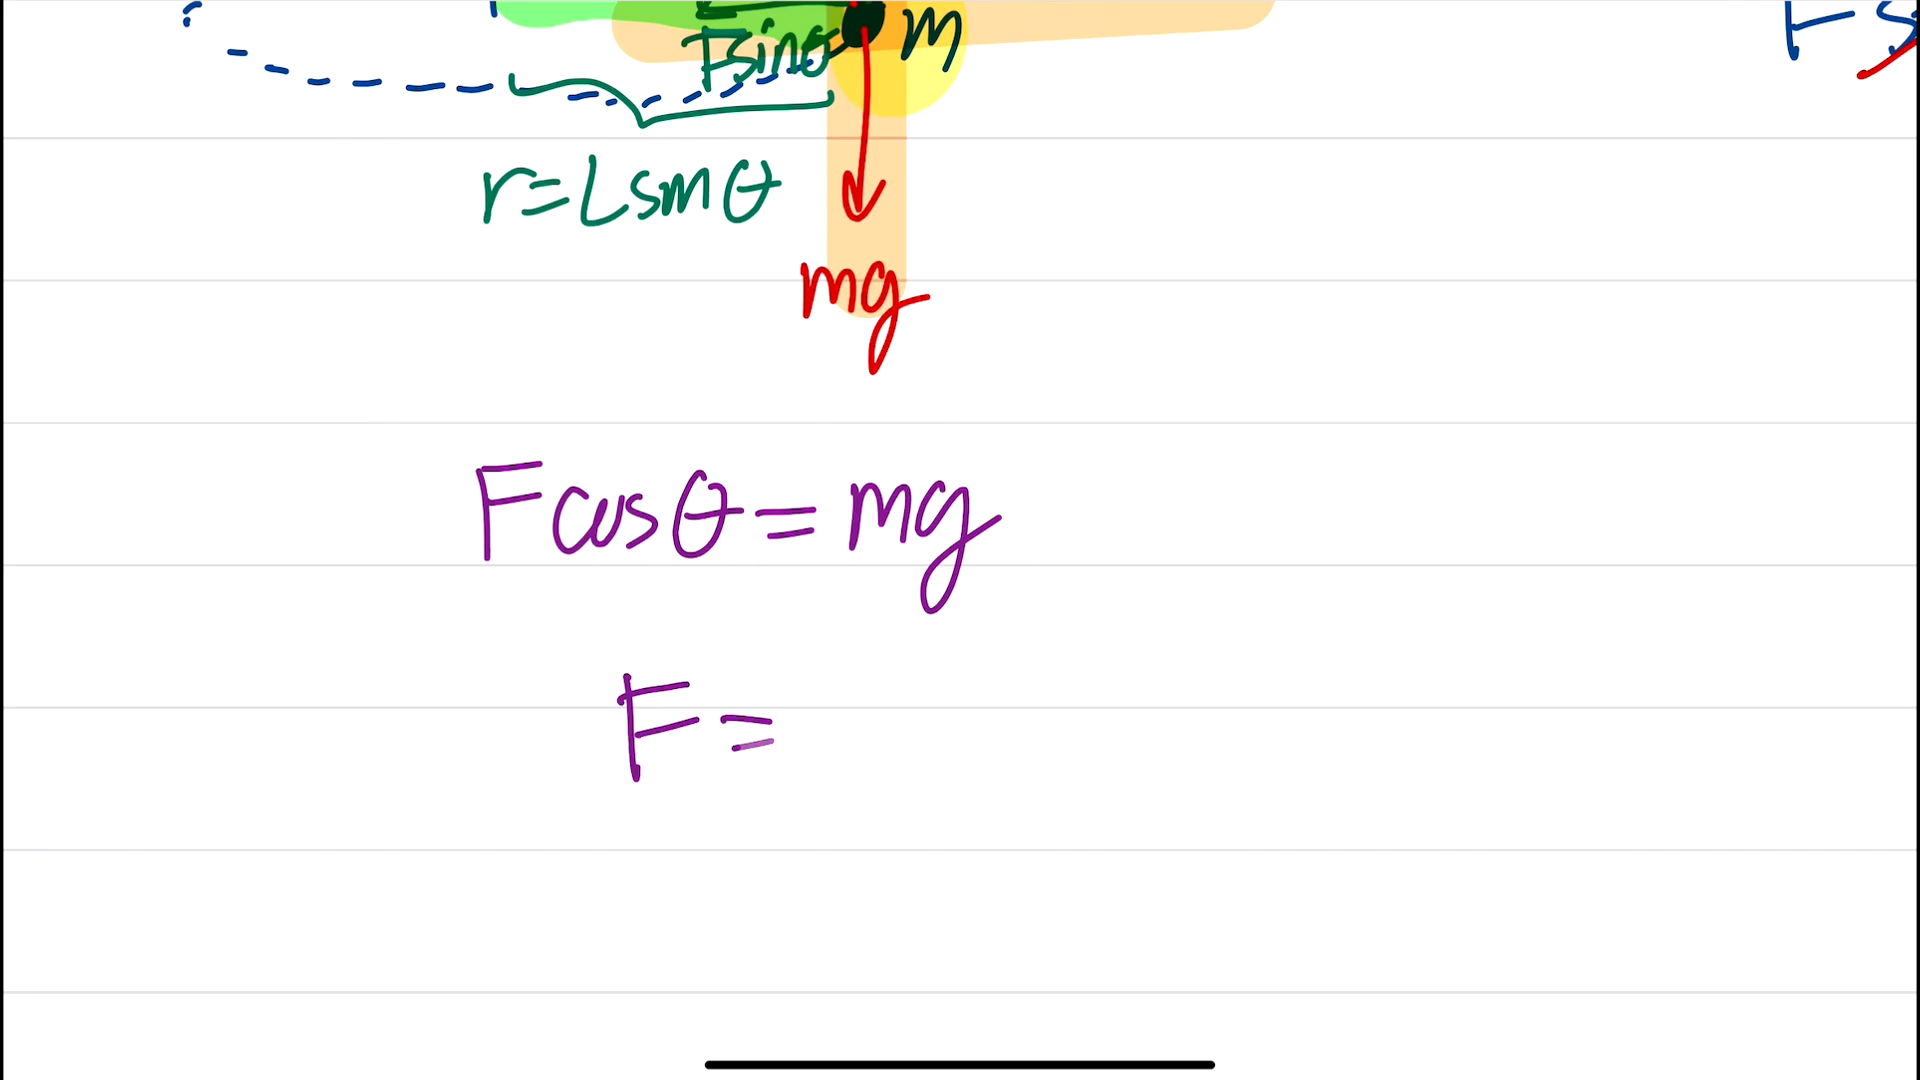 Fsinθ m
r=Lsinθ
mg
Fcosθ=mg
F=